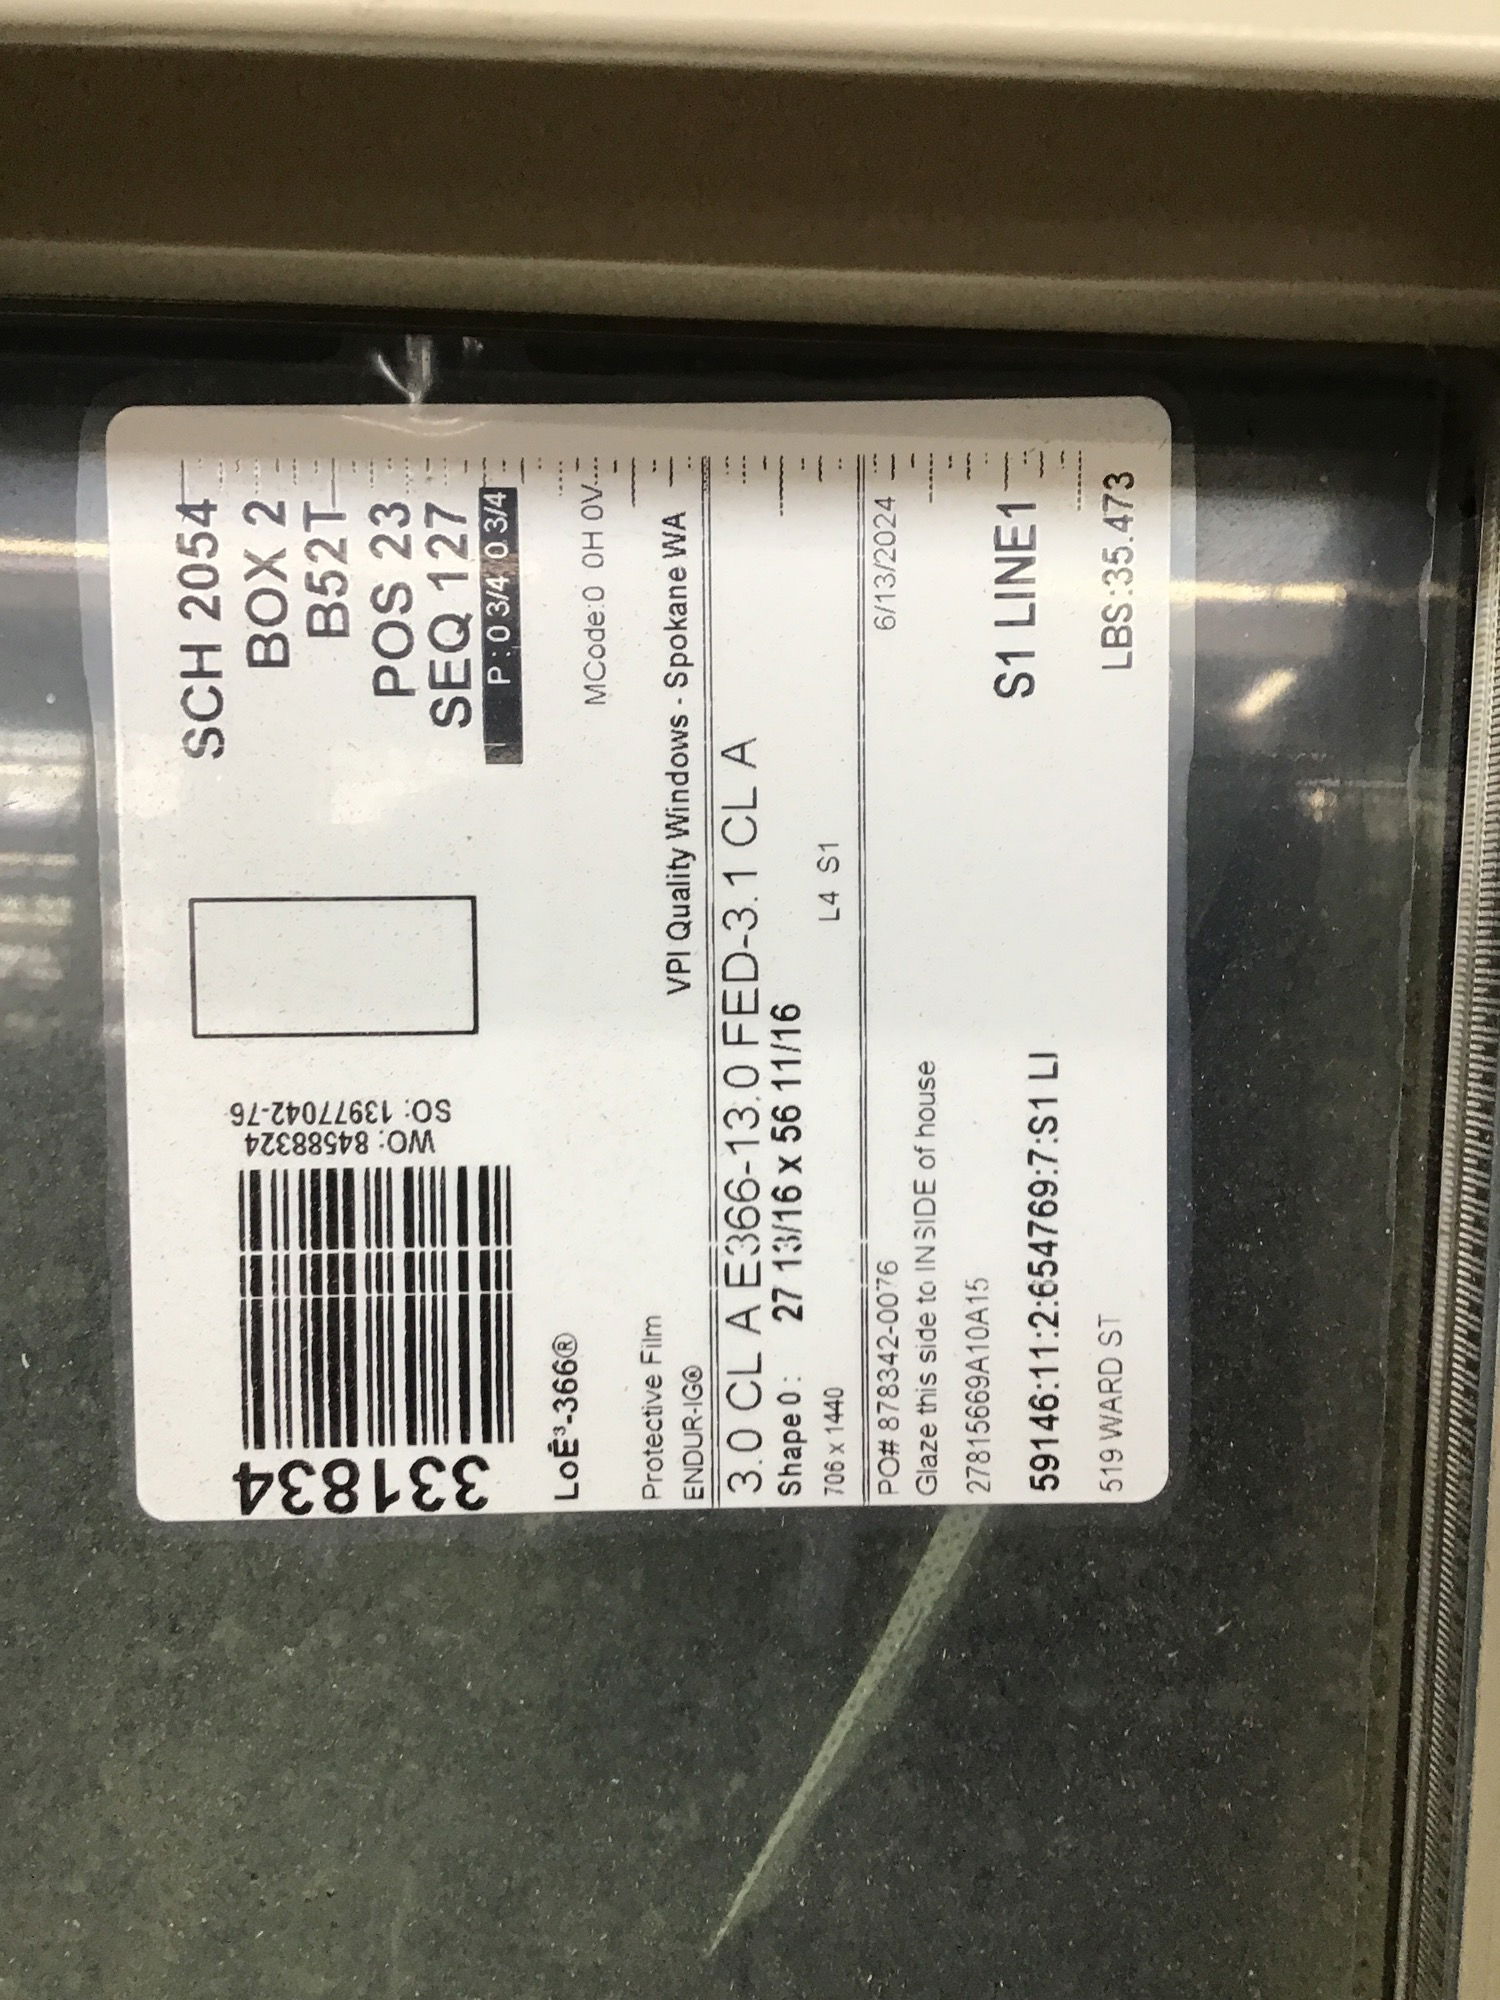 331834
WO: 84588324
SO: 13977042-76
SCH 2054
BOX 2
B52T
POS 23
SEQ 127
P: 0 3/4 0 3/4
LoĒ³-366®
MCode:0 0H 0V
Protective Film
ENDUR-IG® VPI Quality Windows - Spokane WA
3.0 CL A E366-13.0 FED-3.1 CL A
Shape 0 : 27 13/16 x 56 11/16
706 x 1440 L4 S1
PO# 878342-0076 6/13/2024
Glaze this side to INSIDE of house
27815669A10A15
59146:11:2:654769:7:S1 LI S1 LINE1
519 WARD ST LBS:35.473